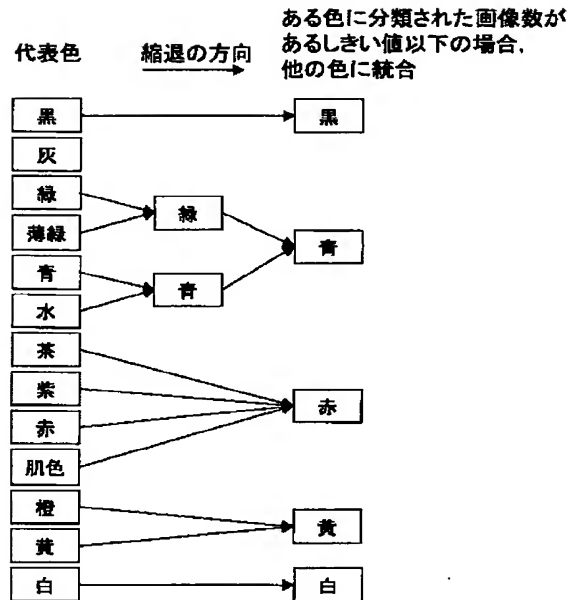 ある色に分類された画像数が
あるしきい値以下の場合,
他の色に統合
代表色
縮退の方向
黒
黒
灰
緑
緑
薄緑
青
青
青
水
茶
紫
赤
赤
肌色
橙
黄
黄
白
白